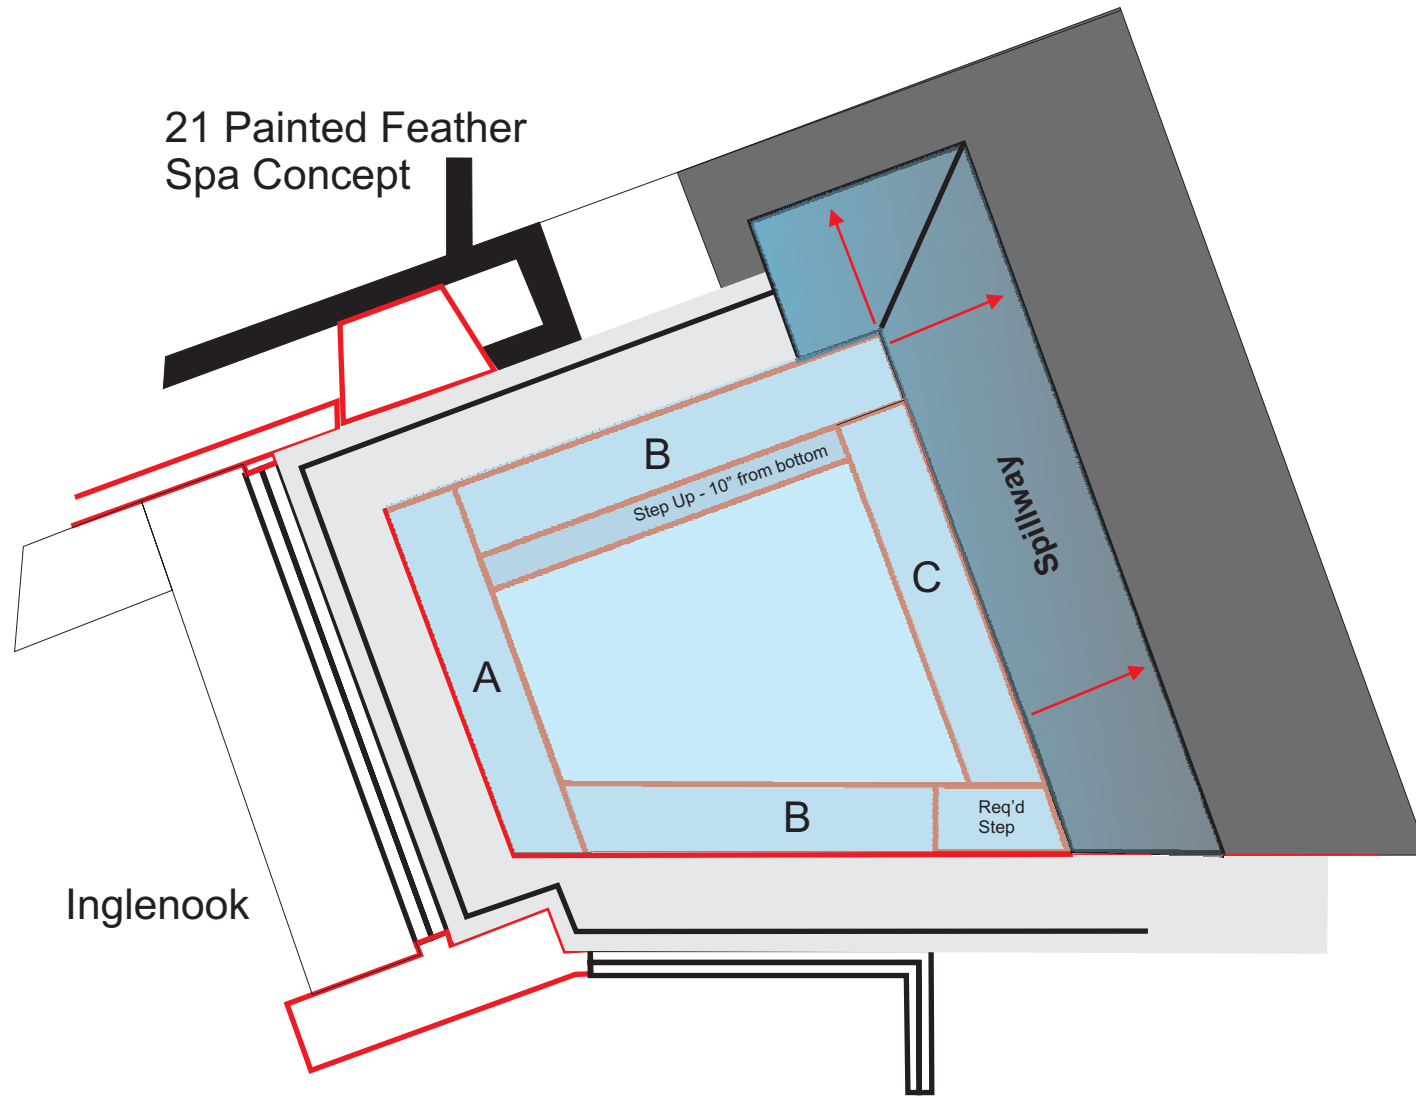 21 Painted Feather
Spa Concept
B
Step Up - 10” from bottom
Spillway
C
A
B
Req’d
Step
Inglenook